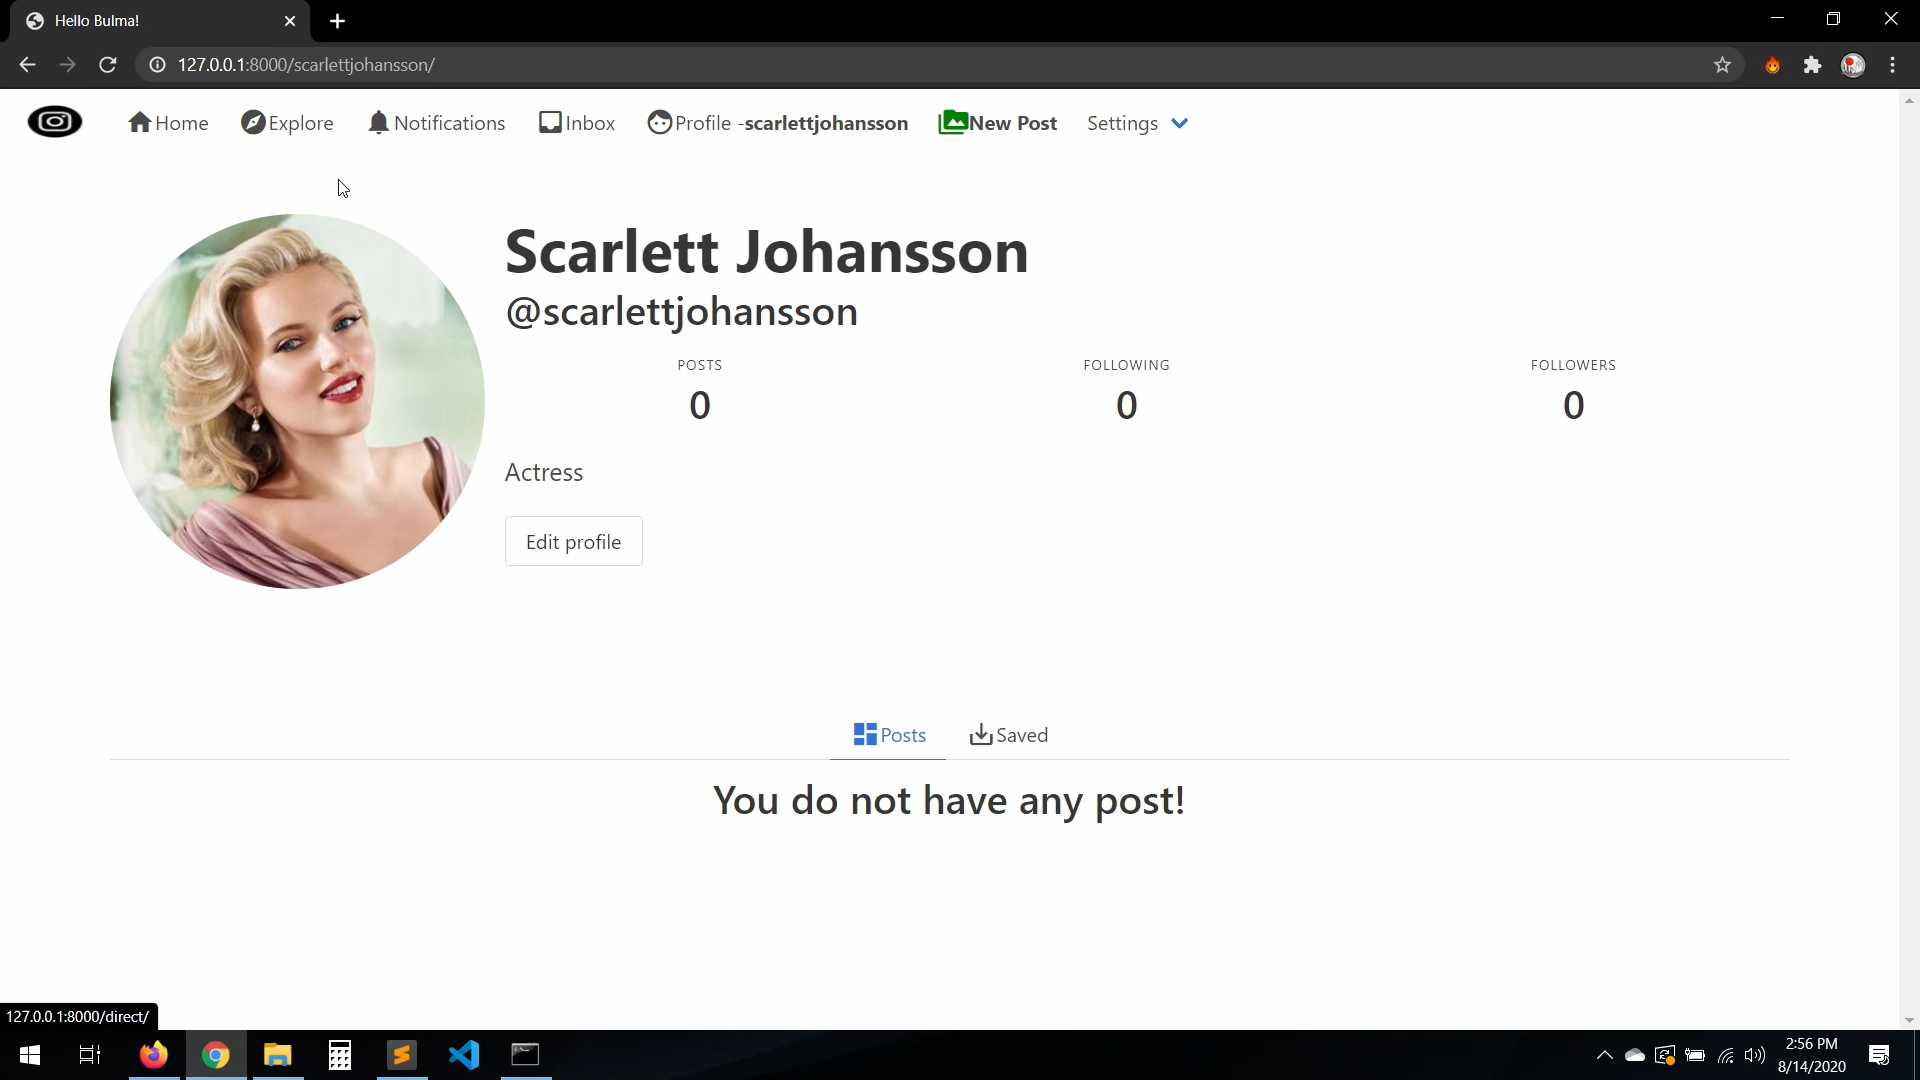 Hello Bulma!
127.0.0.1:8000/scarlettjohansson/
Home Explore Notifications Inbox Profile -scarlettjohansson New Post Settings
Scarlett Johansson
@scarlettjohansson
POSTS FOLLOWING FOLLOWERS
0 0 0
Actress
Edit profile
Posts Saved
You do not have any post!
127.0.0.1:8000/direct/
2:56 PM
8/14/2020